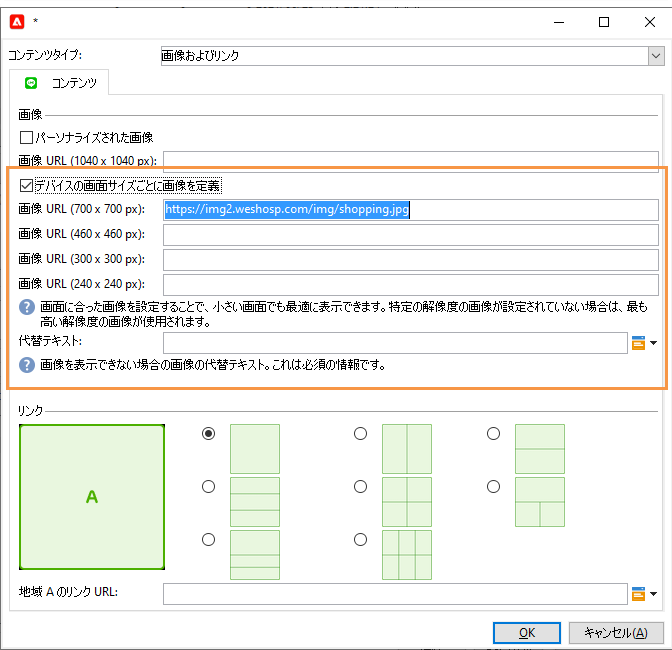 *
コンテンツタイプ:
画像およびリンク
コンテンツ
画像
パーソナライズされた画像
画像 URL (1040 x 1040 px):
デバイスの画面サイズごとに画像を定義
画像 URL (700 x 700 px):
https://img2.weshosp.com/img/shopping.jpg
画像 URL (460 x 460 px):
画像 URL (300 x 300 px):
画像 URL (240 x 240 px):
画面に合った画像を設定することで、小さい画面でも最適に表示できます。特定の解像度の画像が設定されていない場合は、最も
高い解像度の画像が使用されます。
代替テキスト:
画像を表示できない場合の画像の代替テキスト。これは必須の情報です。
リンク
A
地域 A のリンク URL:
OK
キャンセル(A)